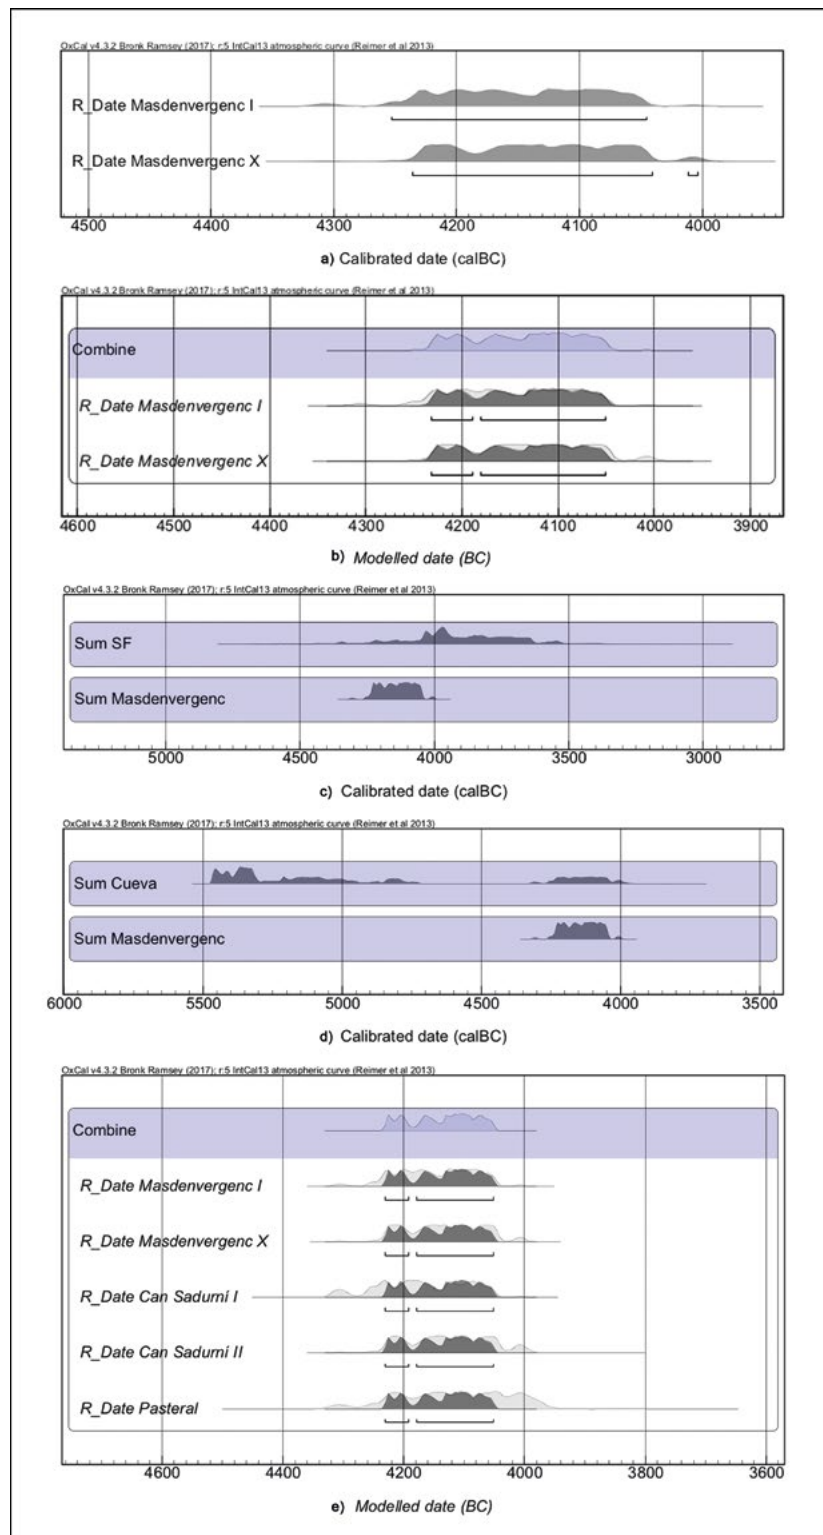 OxCal v4.3.2 Bronk Ramsey (2017); r:5 IntCal13 atmospheric curve (Reimer et al 2013)
R_Date Masdenvergenc I
R_Date Masdenvergenc X
4500 4400 4300 4200 4100 4000
a) Calibrated date (calBC)
OxCal v4.3.2 Bronk Ramsey (2017); r:5 IntCal13 atmospheric curve (Reimer et al 2013)
Combine
R_Date Masdenvergenc I
R_Date Masdenvergenc X
4600 4500 4400 4300 4200 4100 4000 3900
b) Modelled date (BC)
OxCal v4.3.2 Bronk Ramsey (2017); r:5 IntCal13 atmospheric curve (Reimer et al 2013)
Sum SF
Sum Masdenvergenc
5000 4500 4000 3500 3000
c) Calibrated date (calBC)
OxCal v4.3.2 Bronk Ramsey (2017); r:5 IntCal13 atmospheric curve (Reimer et al 2013)
Sum Cueva
Sum Masdenvergenc
6000 5500 5000 4500 4000 3500
d) Calibrated date (calBC)
OxCal v4.3.2 Bronk Ramsey (2017); r:5 IntCal13 atmospheric curve (Reimer et al 2013)
Combine
R_Date Masdenvergenc I
R_Date Masdenvergenc X
R_Date Can Sadurní I
R_Date Can Sadurní II
R_Date Pasteral
4600 4400 4200 4000 3800 3600
e) Modelled date (BC)